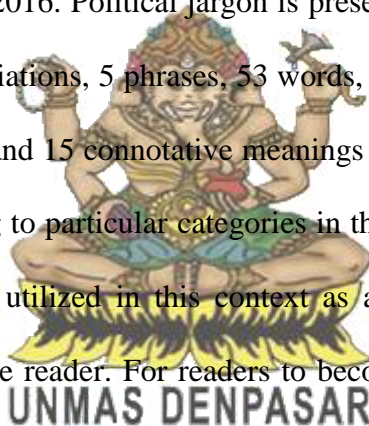 2016. Political jargon is prese
iations, 5 phrases, 53 words,
and 15 connotative meanings
g to particular categories in th
utilized in this context as a
e reader. For readers to beco
UNMAS DENPASAR